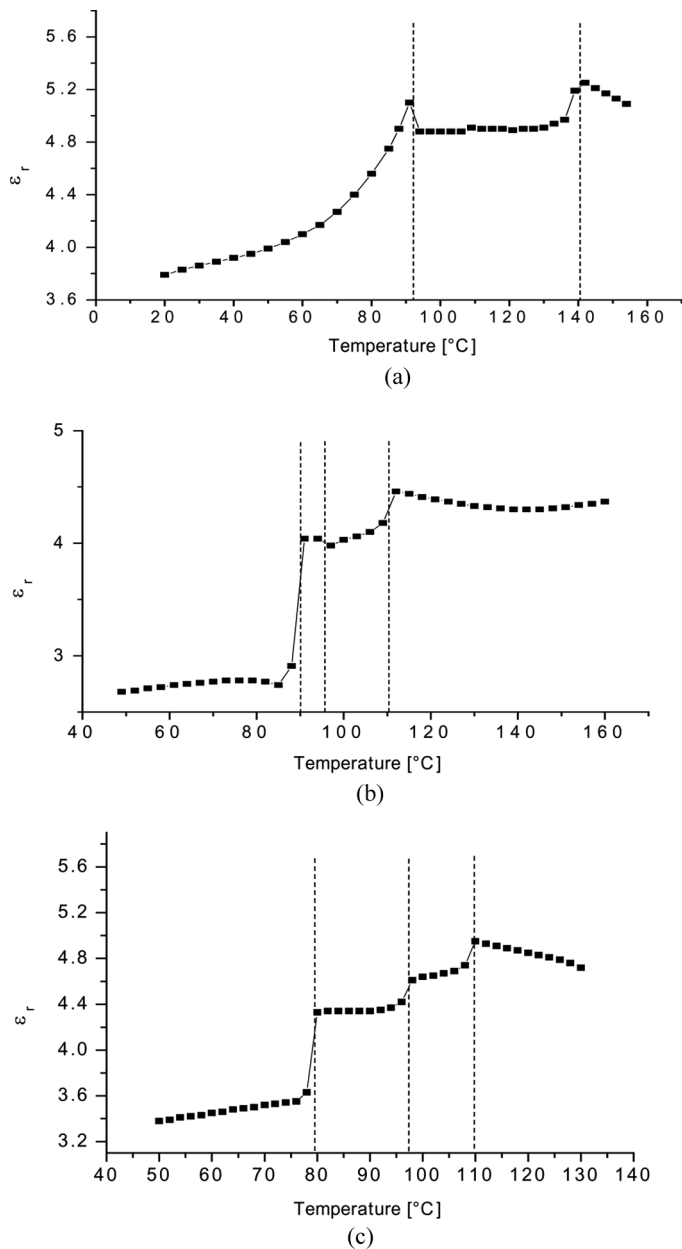 5.6
5.2
4.8
4.4
4.0
3.6
ε r
0 20 40 60 80 100 120 140 160
Temperature [°C]
(a)
5
4
3
ε r
40 60 80 100 120 140 160
Temperature [°C]
(b)
5.6
5.2
4.8
4.4
4.0
3.6
3.2
ε r
40 50 60 70 80 90 100 110 120 130 140
Temperature [°C]
(c)